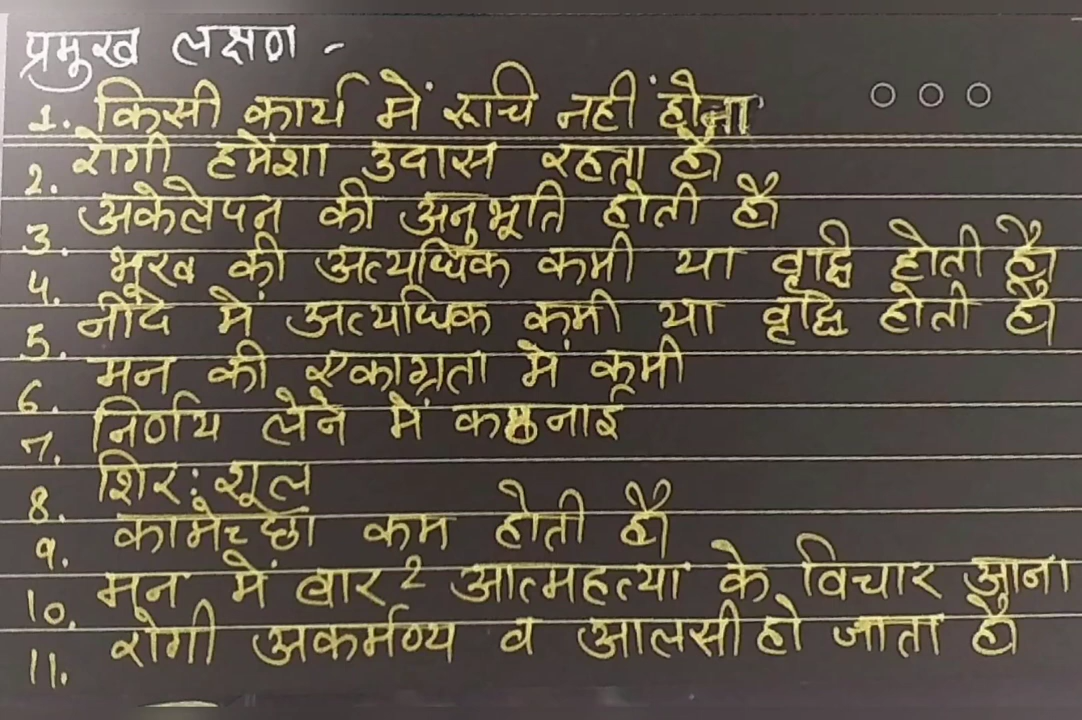 प्रमुख लक्षण -
1. किसी कार्य में रूचि नहीं होना
2. रोगी हमेशा उदास रहता है
3. अकेलेपन की अनुभूति होती है
4. भूख की अत्यधिक कमी या वृद्धि होती है
5. नींद में अत्यधिक कमी या वृद्धि होती है
6. मन की एकाग्रता में कमी
7. निर्णय लेने में कठनाई
8. शिर: शूल
9. कामेच्छा कम होती है
10. मन में बार2 आत्महत्या के विचार आना
11. रोगी अकर्मण्य व आलसी हो जाता है